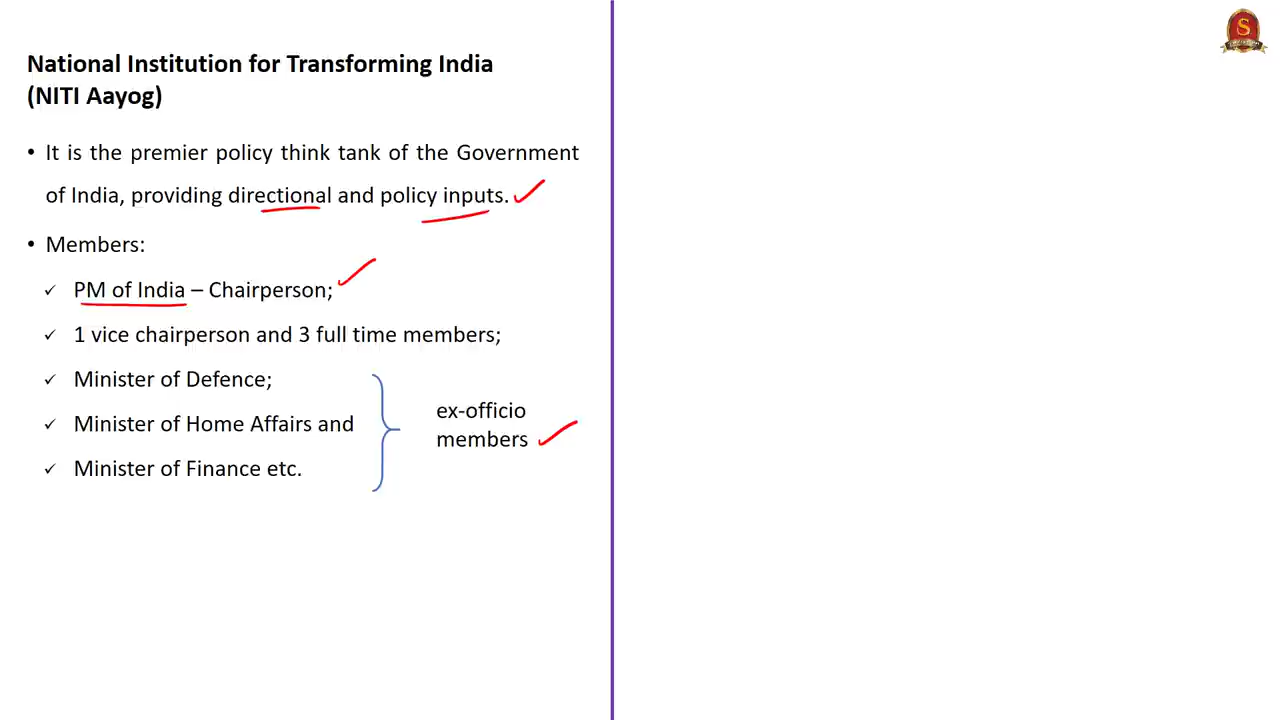 National Institution for Transforming India
(NITI Aayog)
• It is the premier policy think tank of the Government
of India, providing directional and policy inputs.
• Members:
✓ PM of India – Chairperson;
✓ 1 vice chairperson and 3 full time members;
✓ Minister of Defence;
✓ Minister of Home Affairs and
✓ Minister of Finance etc.
ex-officio
members
S